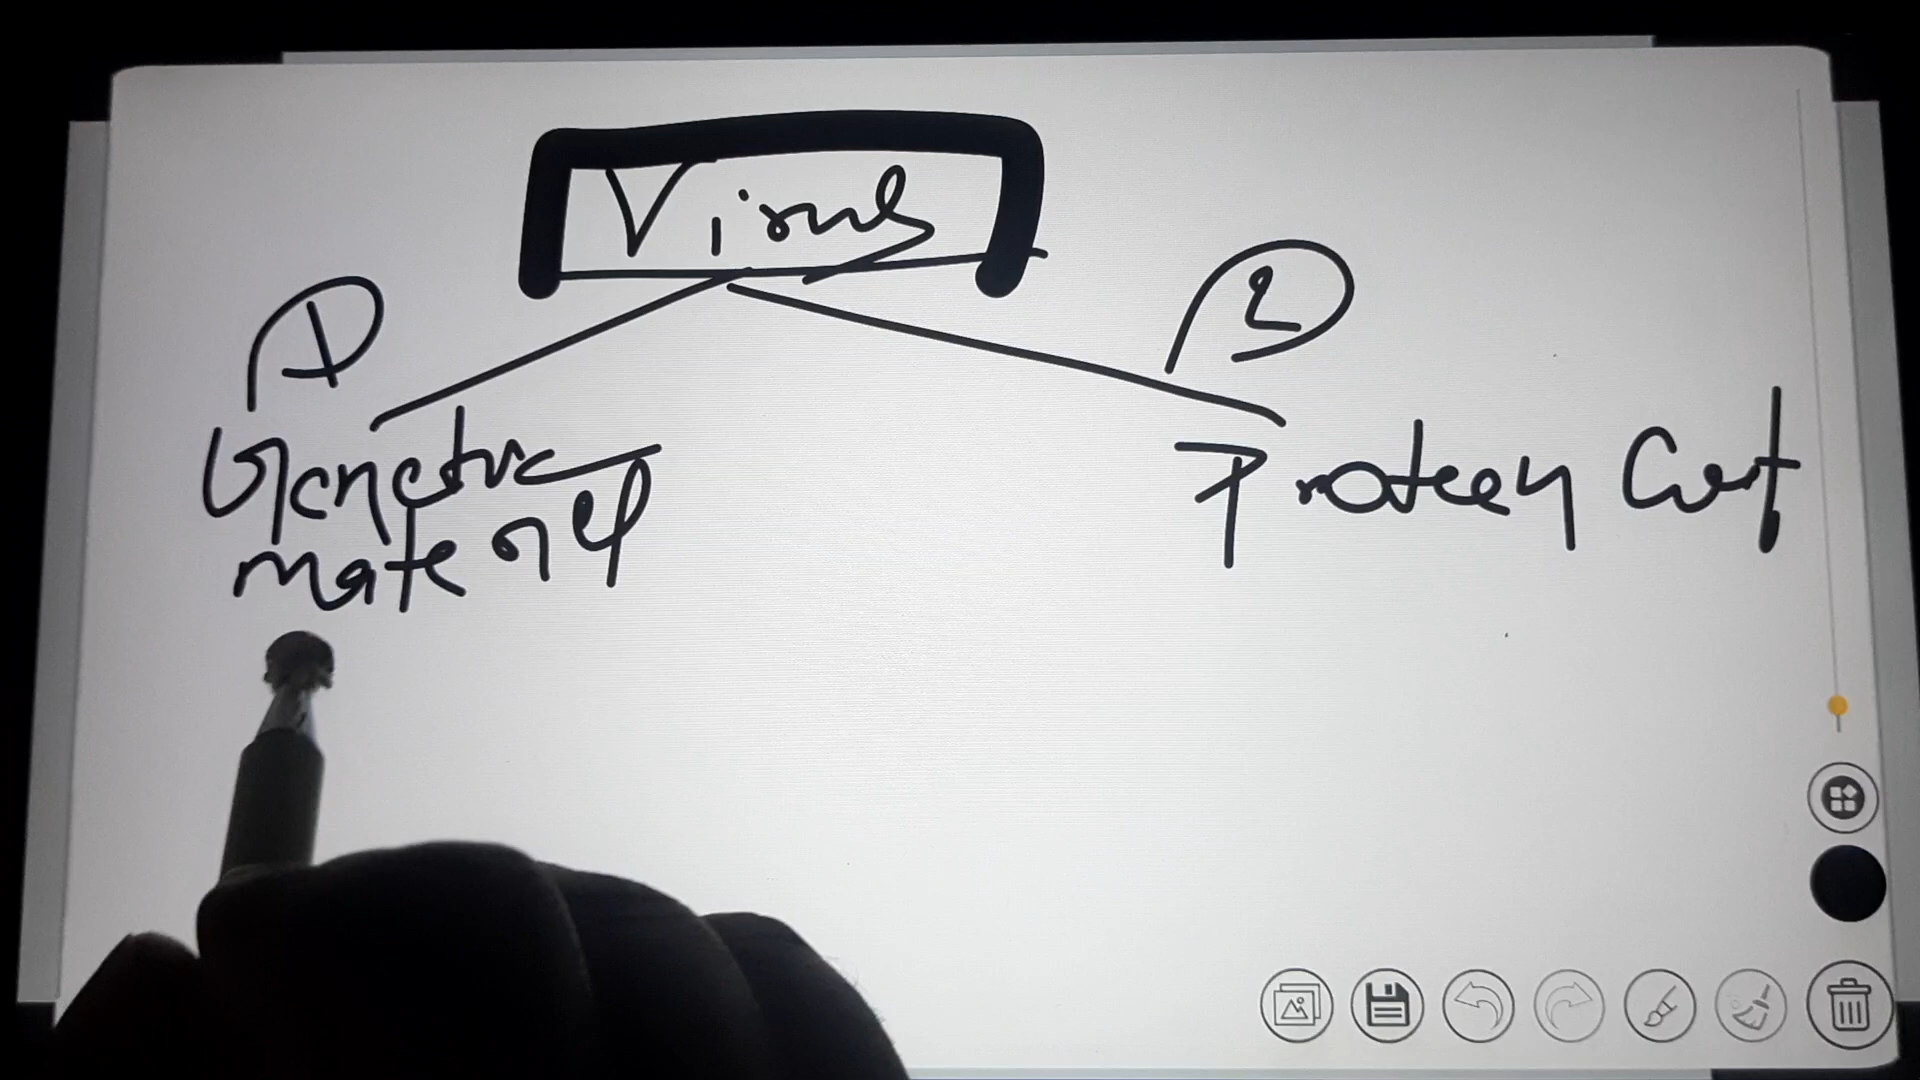 Virus
1
2
Genetic
material
Protein Coat